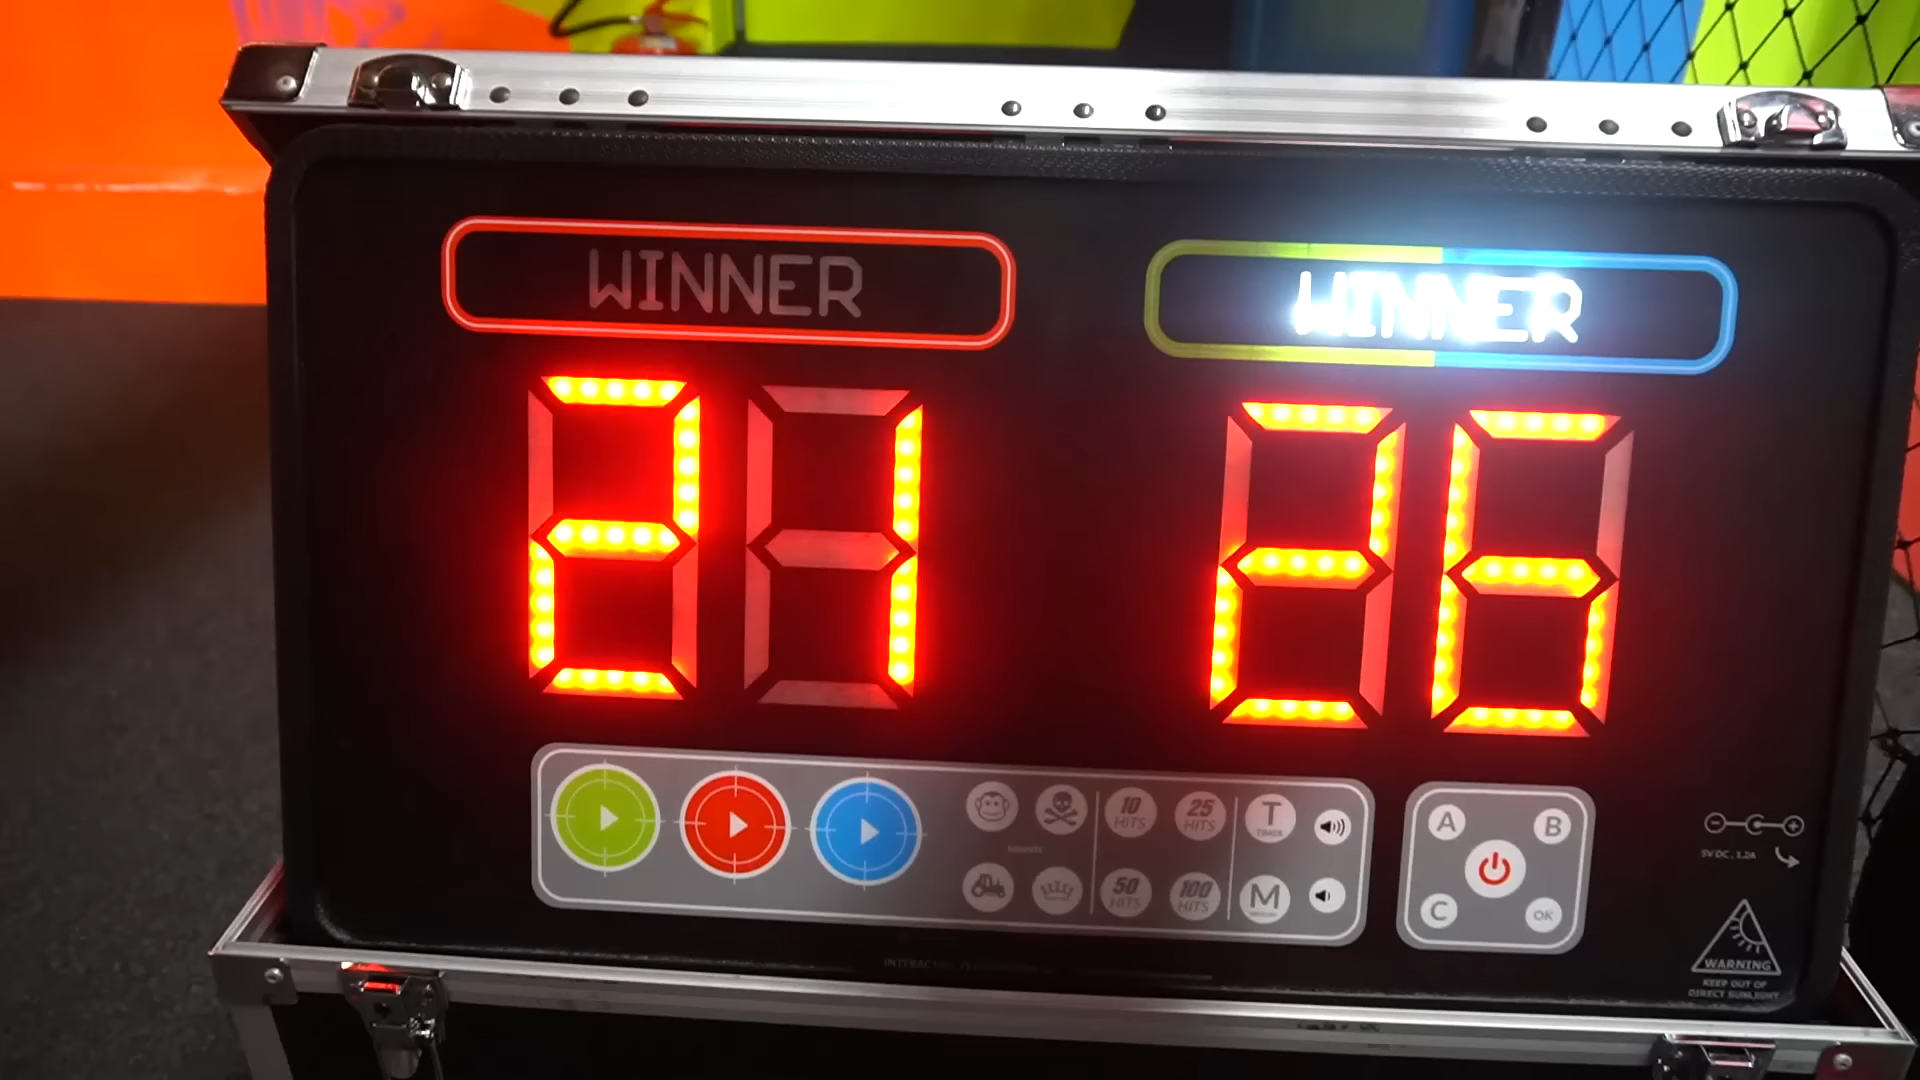 WINNER WINNER
21 26
10 HITS 25 HITS T TIMER
50 HITS 100 HITS M
A B
C OK
5V DC, 1.2A
WARNING
KEEP OUT OF
DIRECT SUNLIGHT